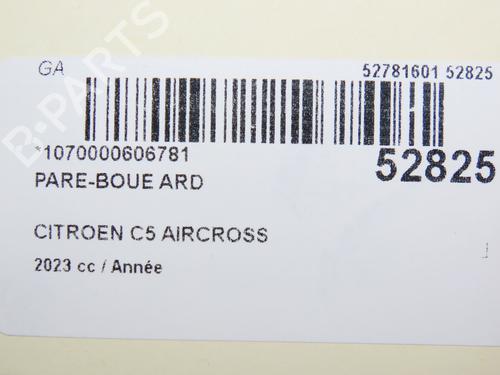 GA
52781601 52825
*1070000606781
52825
PARE-BOUE ARD
CITROEN C5 AIRCROSS
2023 cc / Année
B-PARTS